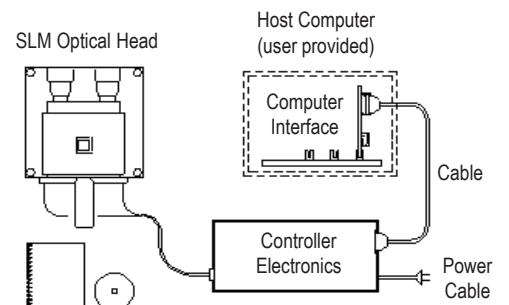 SLM Optical Head
Host Computer
(user provided)
Computer
Interface
Cable
Controller
Electronics
Power
Cable